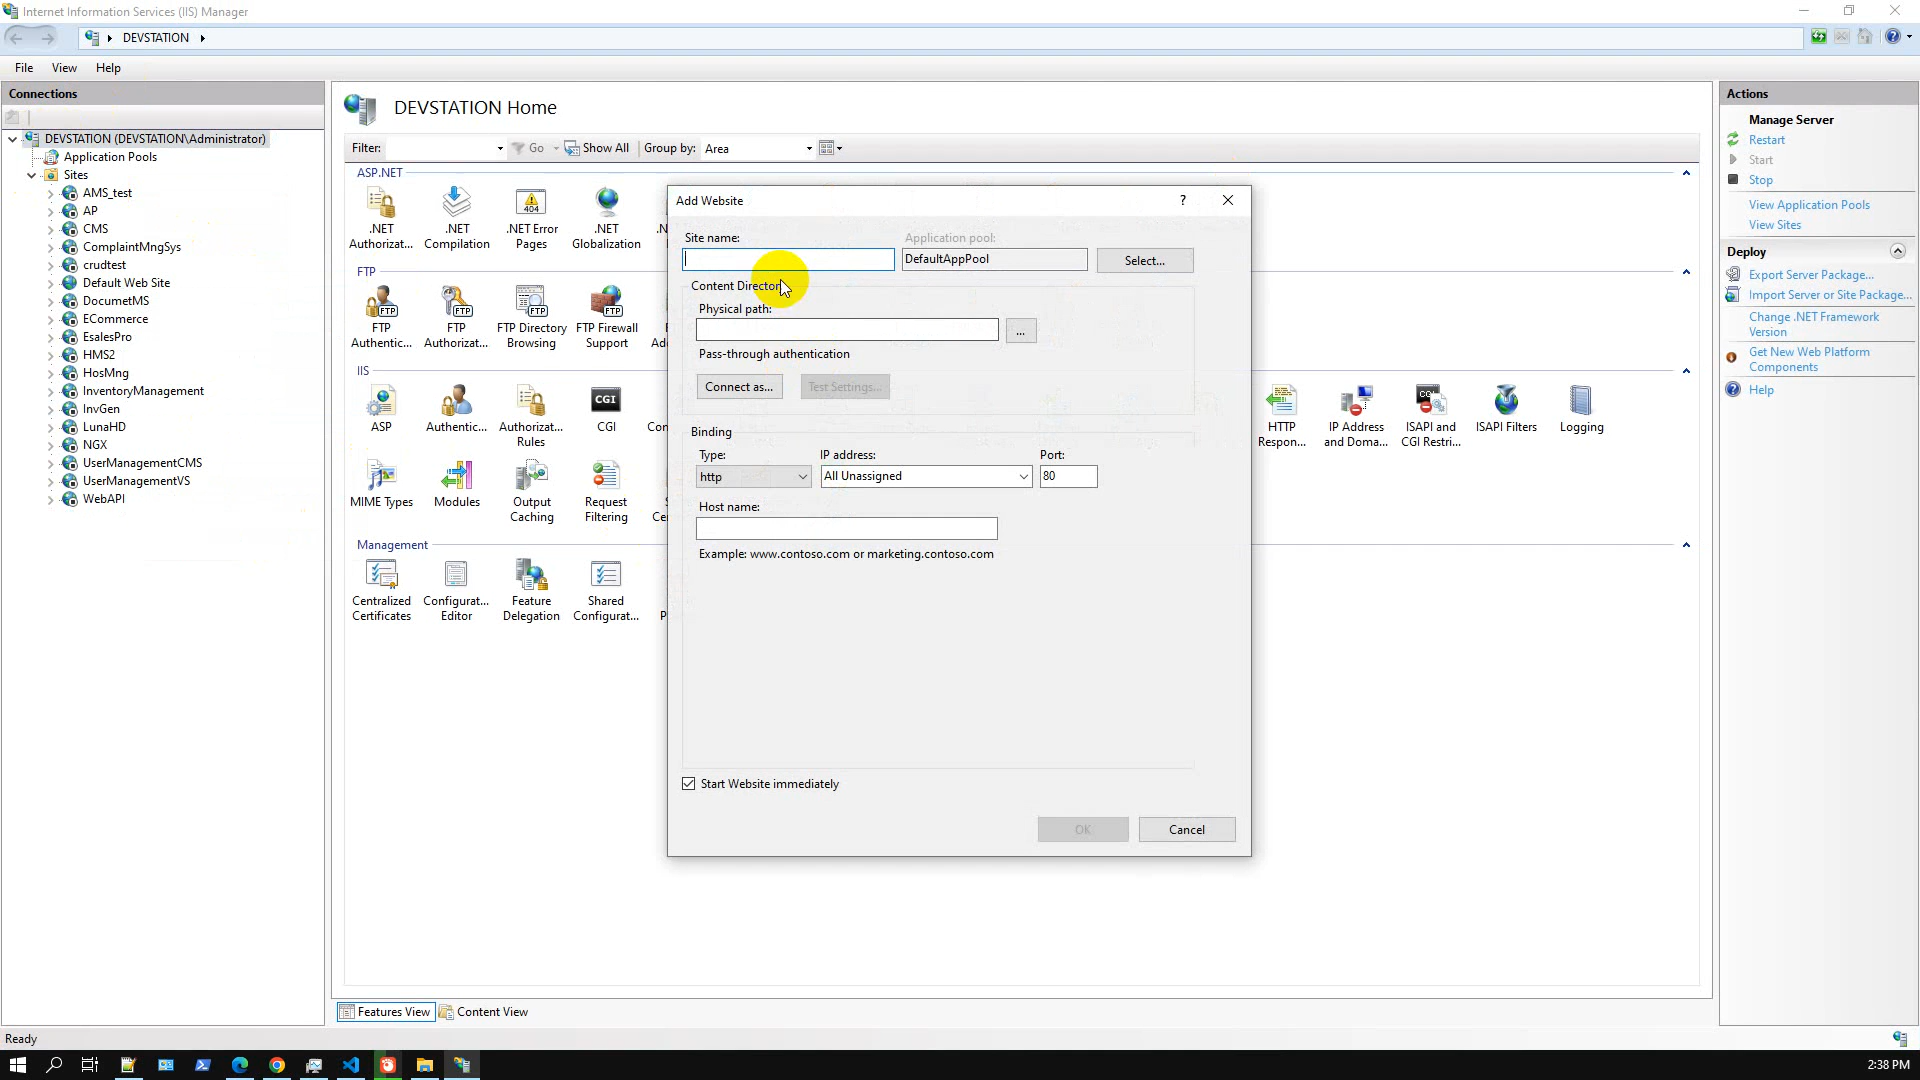 Internet Information Services (IIS) Manager
DEVSTATION
File View Help
Connections
DEVSTATION (DEVSTATION\Administrator)
Application Pools
Sites
AMS_test
AP
CMS
ComplaintMngSys
crudtest
Default Web Site
DocumetMS
ECommerce
EsalesPro
HMS2
HosMng
InventoryManagement
InvGen
LunaHD
NGX
UserManagementCMS
UserManagementVS
WebAPI
DEVSTATION Home
Filter: Go Show All Group by: Area
ASP.NET
.NET Authorizat...
.NET Compilation
.NET Error Pages
.NET Globalization
FTP
FTP Authentic...
FTP Authorizat...
FTP Directory Browsing
FTP Firewall Support
IIS
ASP
Authentic...
Authorizat... Rules
CGI
HTTP Respon...
IP Address and Doma...
ISAPI and CGI Restri...
ISAPI Filters
Logging
MIME Types
Modules
Output Caching
Request Filtering
Management
Centralized Certificates
Configurat... Editor
Feature Delegation
Shared Configurat...
Add Website
?
Site name:
Application pool:
DefaultAppPool
Select...
Content Director
Physical path:
...
Pass-through authentication
Connect as...
Test Settings...
Binding
Type:
IP address:
Port:
http
All Unassigned
80
Host name:
Example: www.contoso.com or marketing.contoso.com
Start Website immediately
OK
Cancel
Actions
Manage Server
Restart
Start
Stop
View Application Pools
View Sites
Deploy
Export Server Package...
Import Server or Site Package...
Change .NET Framework
Version
Get New Web Platform
Components
Help
Features View
Content View
Ready
2:38 PM